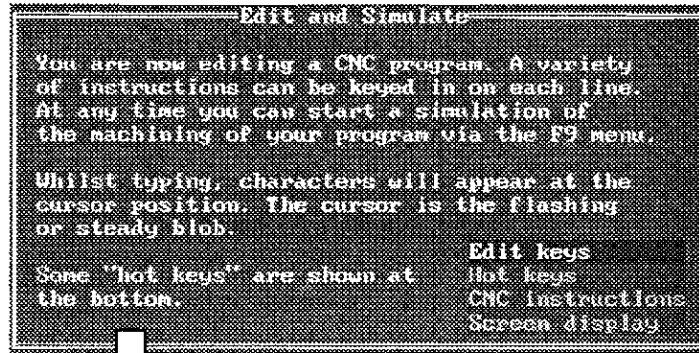 Edit and Simulate
You are now editing a CNC program. A variety
of instructions can be keyed in on each line.
At any time you can start a simulation of
the machining of your program via the F9 menu.
Whilst typing, characters will appear at the
cursor position. The cursor is the flashing
or steady blob.
Some "hot keys" are shown at
the bottom.
Edit keys
Hot keys
CNC instructions
Screen display